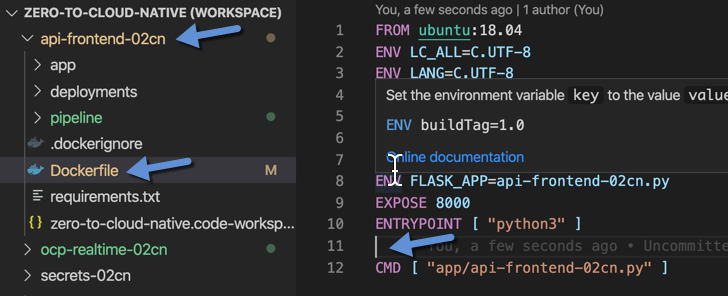 ZERO-TO-CLOUD-NATIVE (WORKSPACE)
api-frontend-02cn
app
deployments
pipeline
.dockerignore
Dockerfile M
requirements.txt
{} zero-to-cloud-native.code-worksp...
ocp-realtime-02cn
secrets-02cn
You, a few seconds ago | 1 author (You)
1 FROM ubuntu:18.04
2 ENV LC_ALL=C.UTF-8
3 ENV LANG=C.UTF-8
4
Set the environment variable key to the value value
5
ENV buildTag=1.0
6
7
Online documentation
8 ENV FLASK_APP=api-frontend-02cn.py
9 EXPOSE 8000
10 ENTRYPOINT [ "python3" ]
11 You, a few seconds ago • Uncommitte
12 CMD [ "app/api-frontend-02cn.py" ]